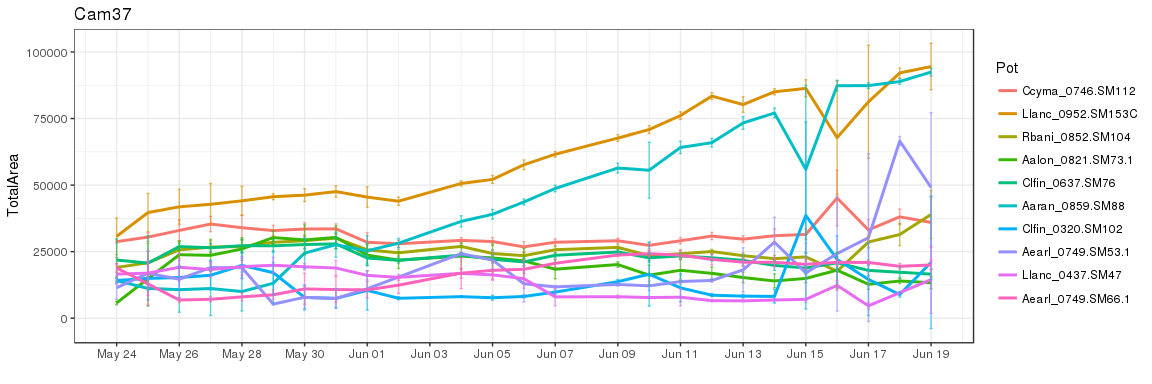 Cam37
TotalArea
100000
75000
50000
25000
0
May 24 May 26 May 28 May 30 Jun 01 Jun 03 Jun 05 Jun 07 Jun 09 Jun 11 Jun 13 Jun 15 Jun 17 Jun 19
Pot
Ccyma_0746.SM112
Llanc_0952.SM153C
Rbani_0852.SM104
Aalon_0821.SM73.1
Clfin_0637.SM76
Aaran_0859.SM88
Clfin_0320.SM102
Aearl_0749.SM53.1
Llanc_0437.SM47
Aearl_0749.SM66.1